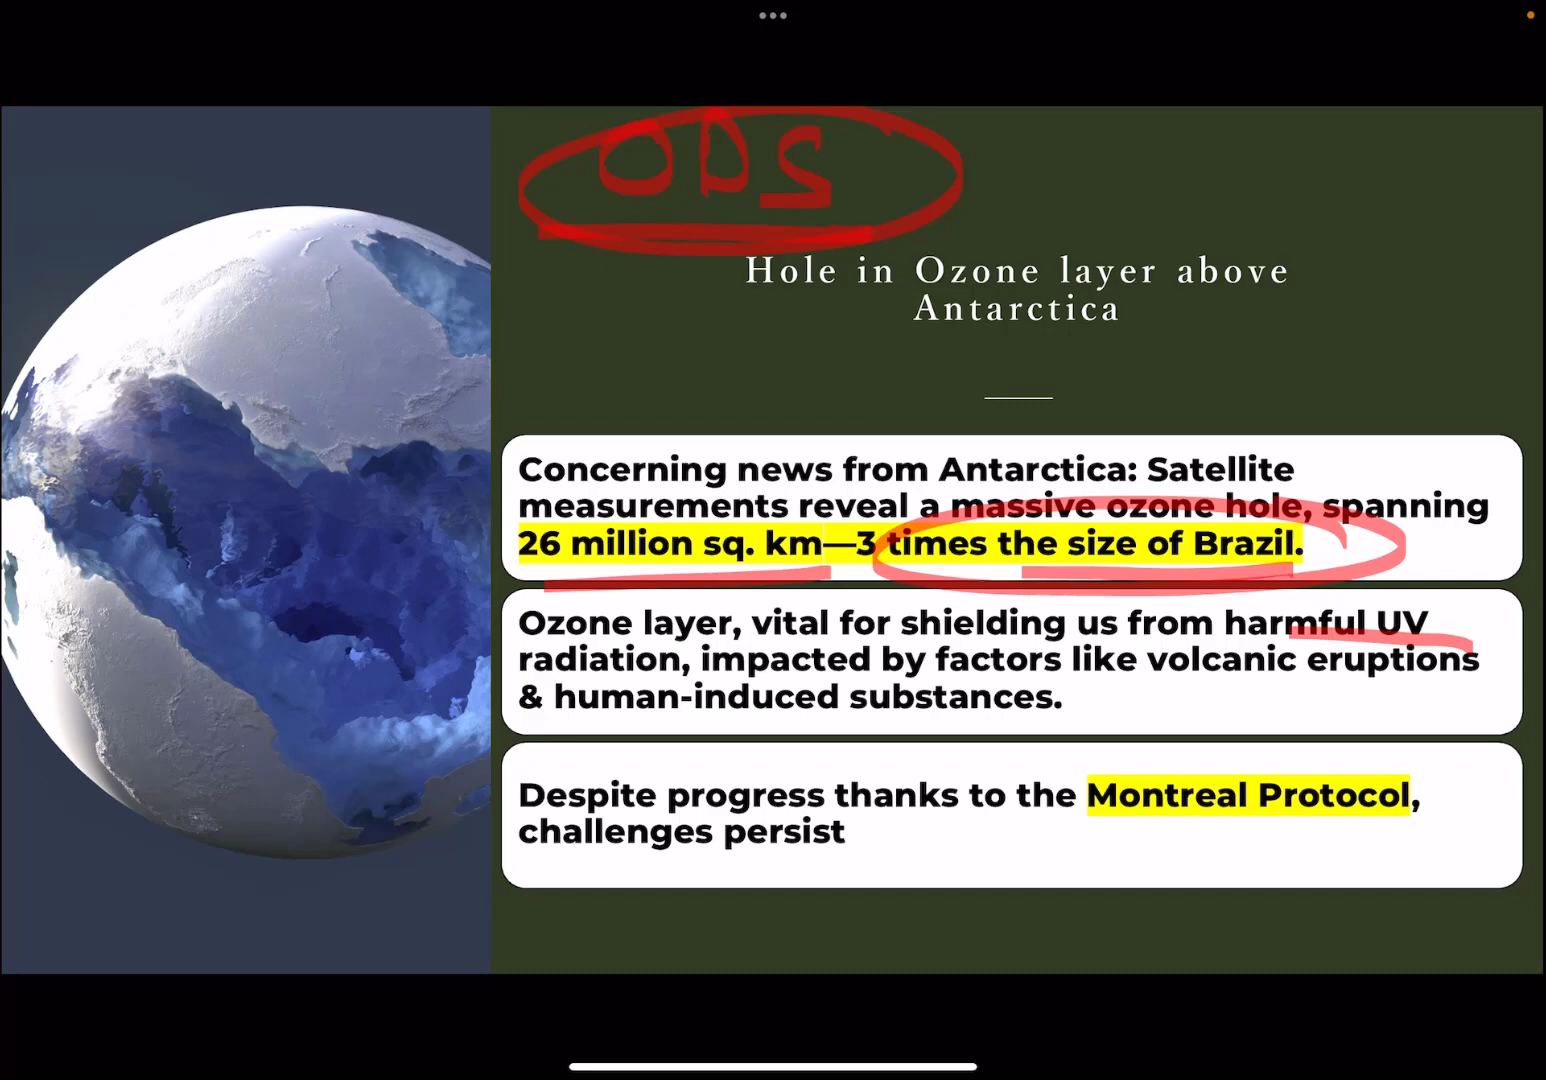 ODS
Hole in Ozone layer above
Antarctica
Concerning news from Antarctica: Satellite
measurements reveal a massive ozone hole, spanning
26 million sq. km—3 times the size of Brazil.
Ozone layer, vital for shielding us from harmful UV
radiation, impacted by factors like volcanic eruptions
& human-induced substances.
Despite progress thanks to the Montreal Protocol,
challenges persist